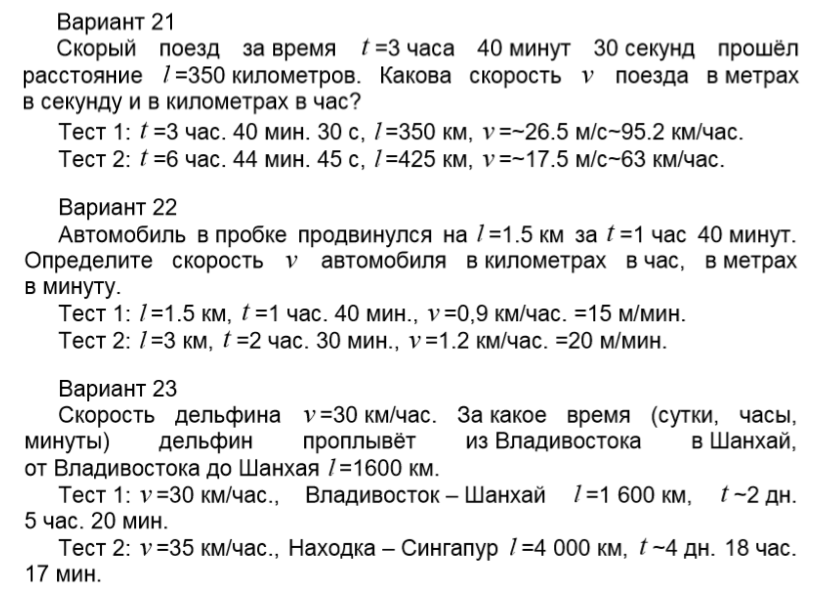 Вариант 21
Скорый поезд за время t =3 часа 40 минут 30 секунд прошёл
расстояние l =350 километров. Какова скорость v поезда в метрах
в секунду и в километрах в час?
Тест 1: t =3 час. 40 мин. 30 с, l =350 км, v =~26.5 м/с~95.2 км/час.
Тест 2: t =6 час. 44 мин. 45 с, l =425 км, v =~17.5 м/с~63 км/час.
Вариант 22
Автомобиль в пробке продвинулся на l =1.5 км за t =1 час 40 минут.
Определите скорость v автомобиля в километрах в час, в метрах
в минуту.
Тест 1: l =1.5 км, t =1 час. 40 мин., v =0,9 км/час. =15 м/мин.
Тест 2: l =3 км, t =2 час. 30 мин., v =1.2 км/час. =20 м/мин.
Вариант 23
Скорость дельфина v =30 км/час. За какое время (сутки, часы,
минуты) дельфин проплывёт из Владивостока в Шанхай,
от Владивостока до Шанхая l =1600 км.
Тест 1: v =30 км/час., Владивосток – Шанхай l =1 600 км, t ~2 дн.
5 час. 20 мин.
Тест 2: v =35 км/час., Находка – Сингапур l =4 000 км, t ~4 дн. 18 час.
17 мин.